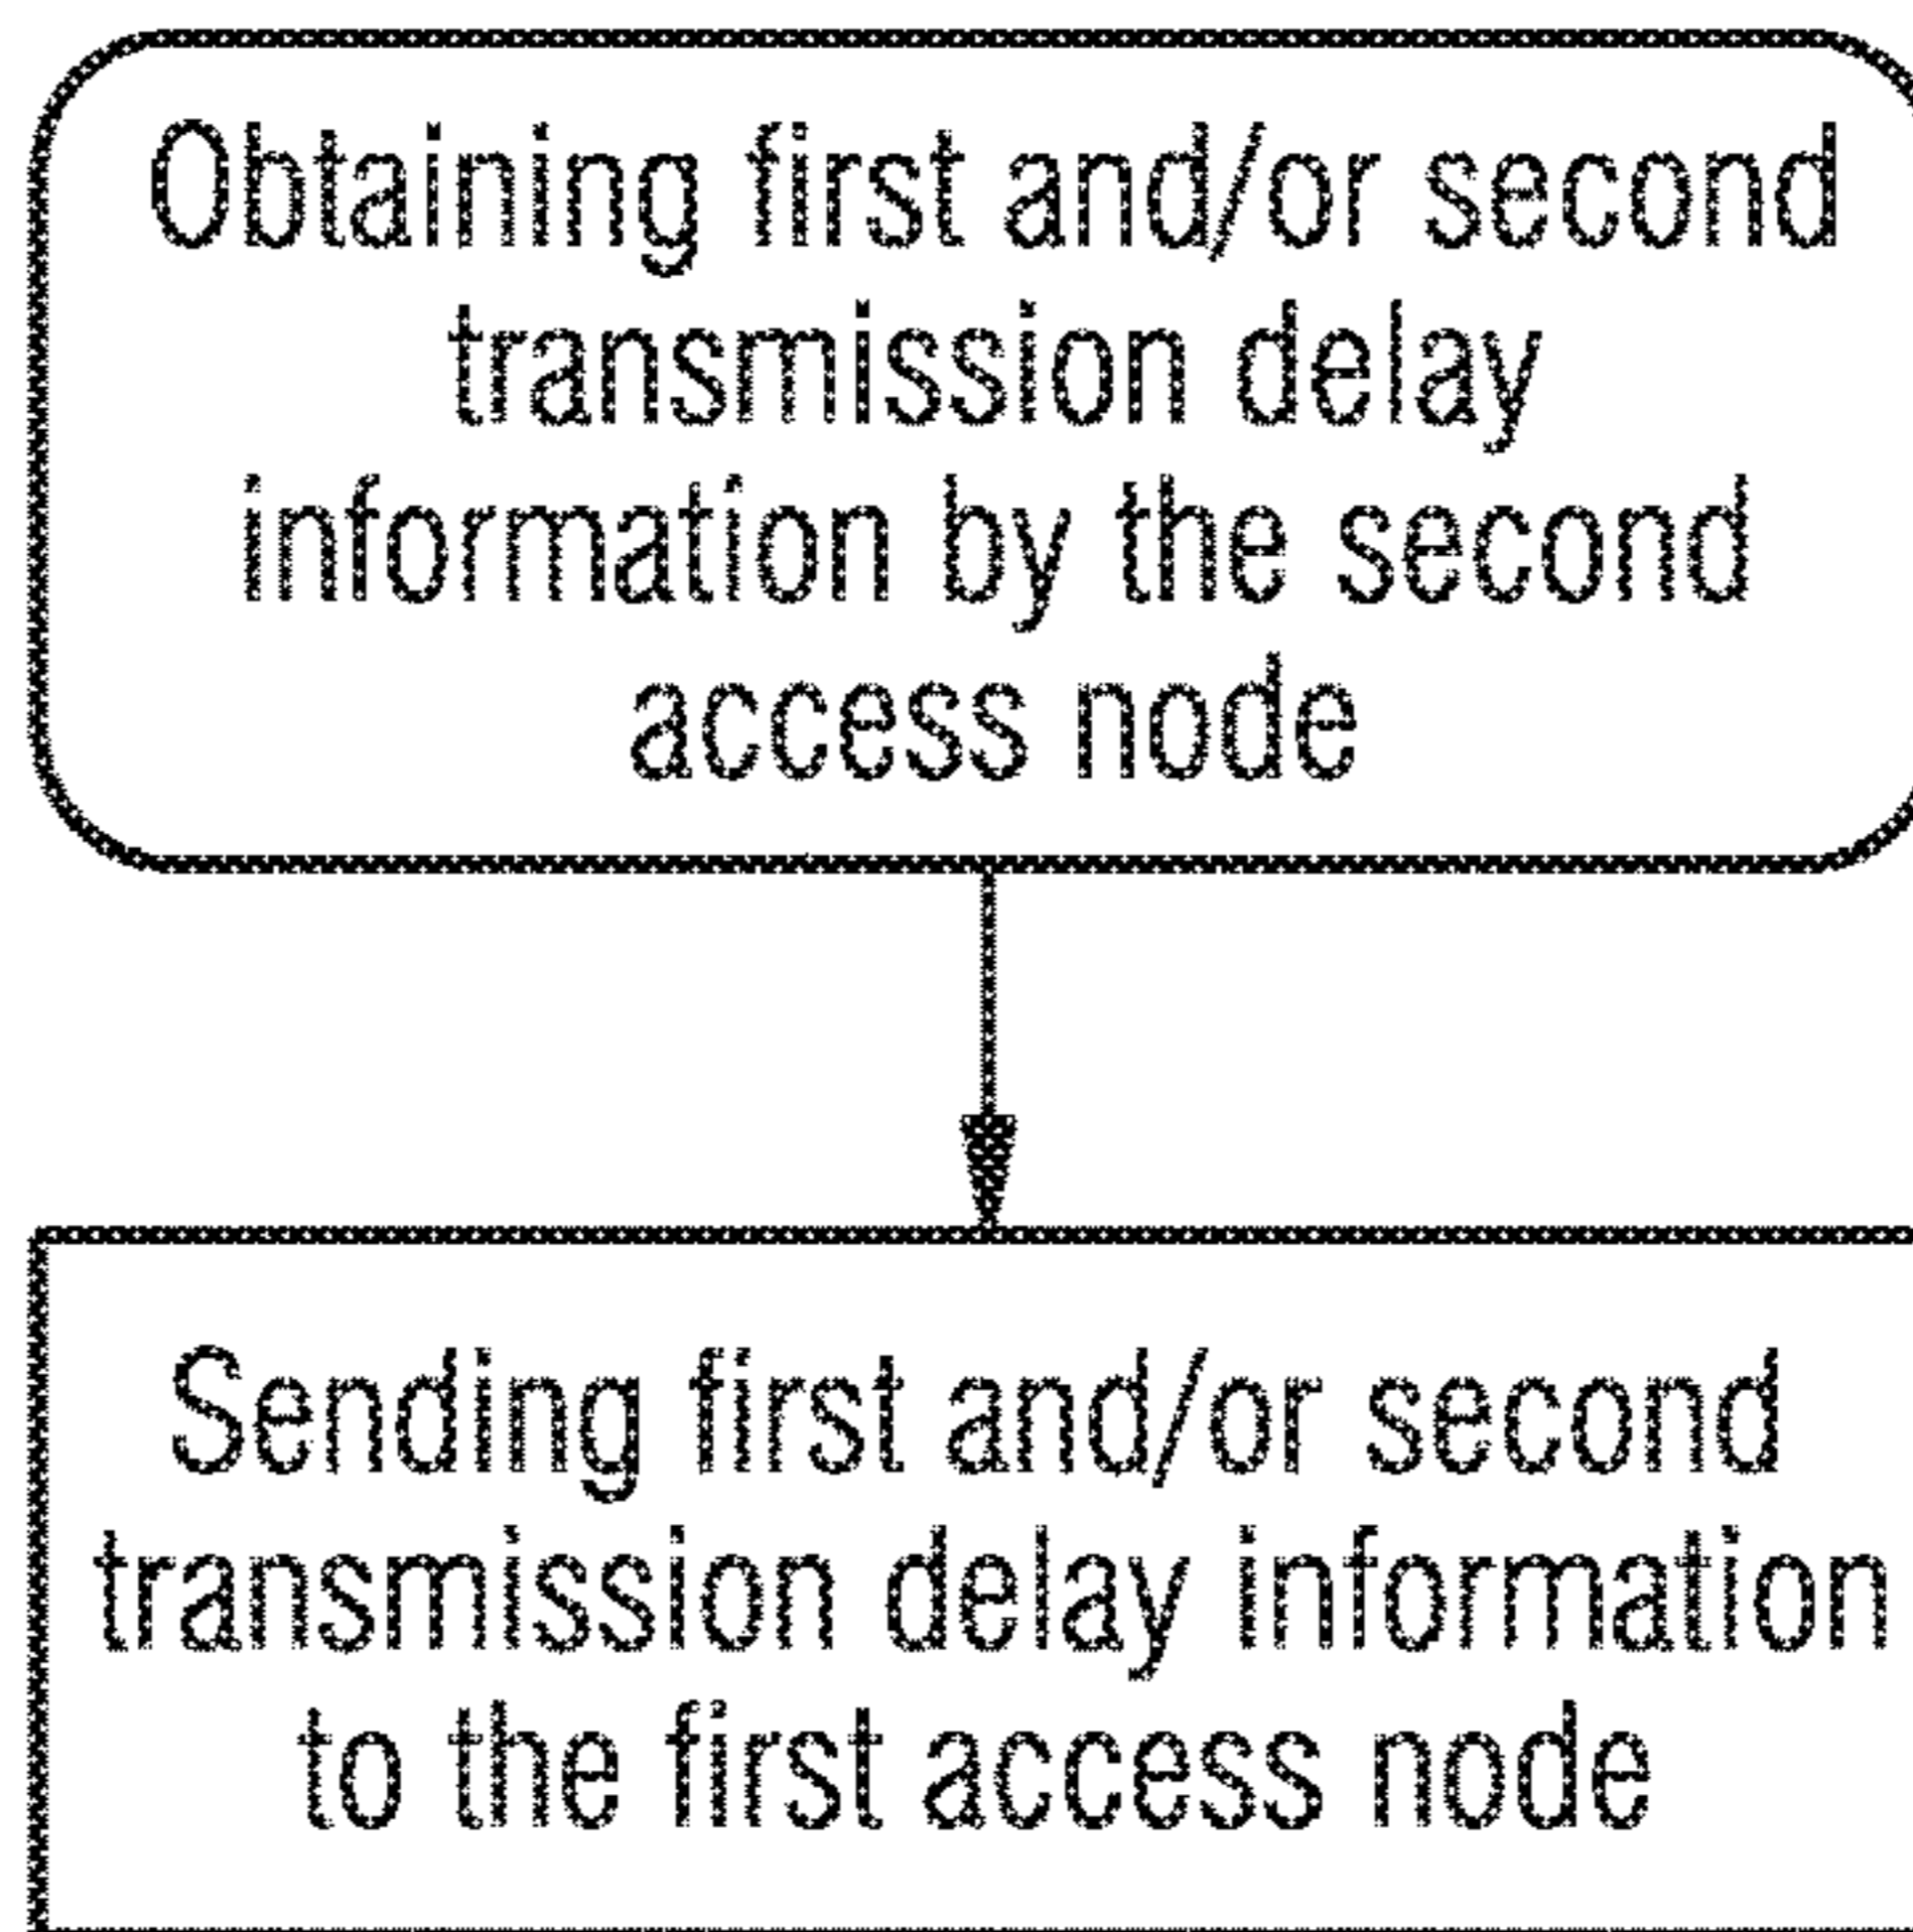 Obtaining first and/or second
transmission delay
information by the second
access node
Sending first and/or second
transmission delay information
to the first access node